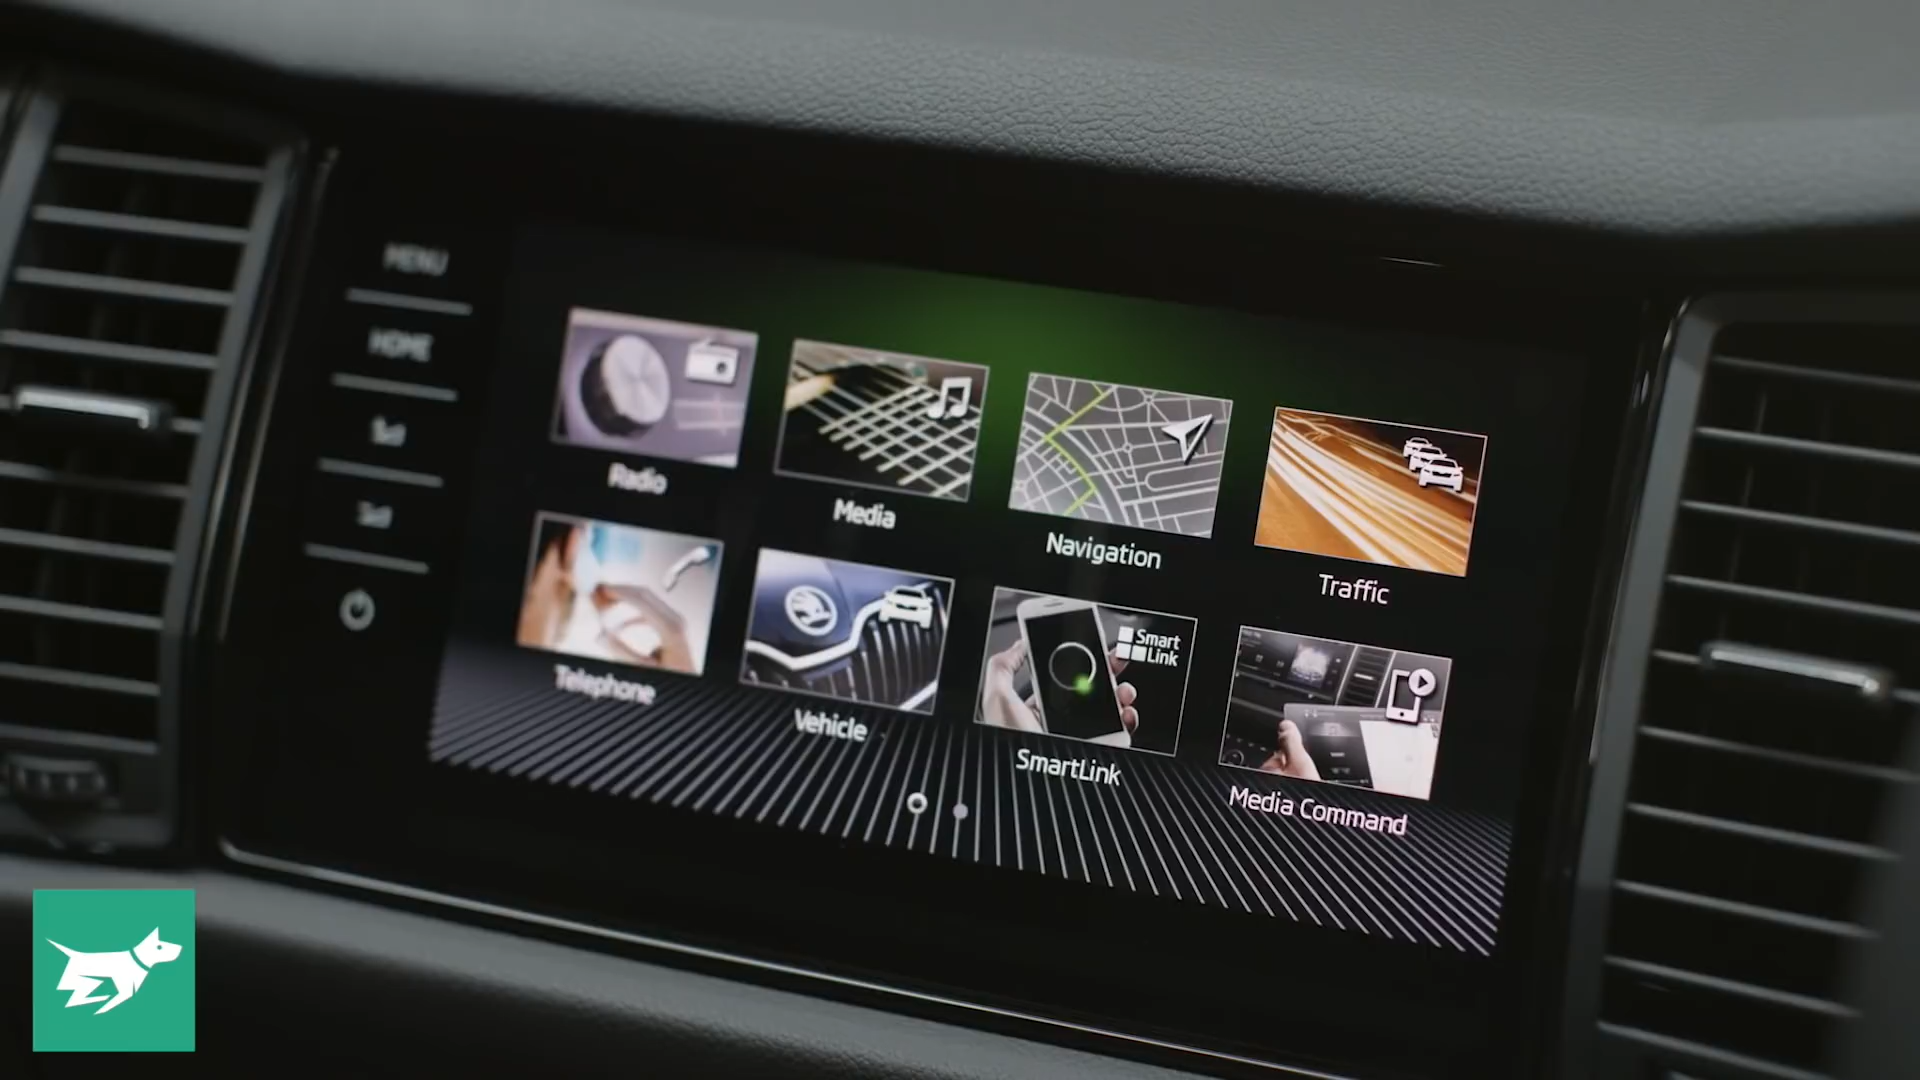 MENU
HOME
Radio
Media
Navigation
Traffic
Smart
Link
Telephone
Vehicle
SmartLink
Media Command